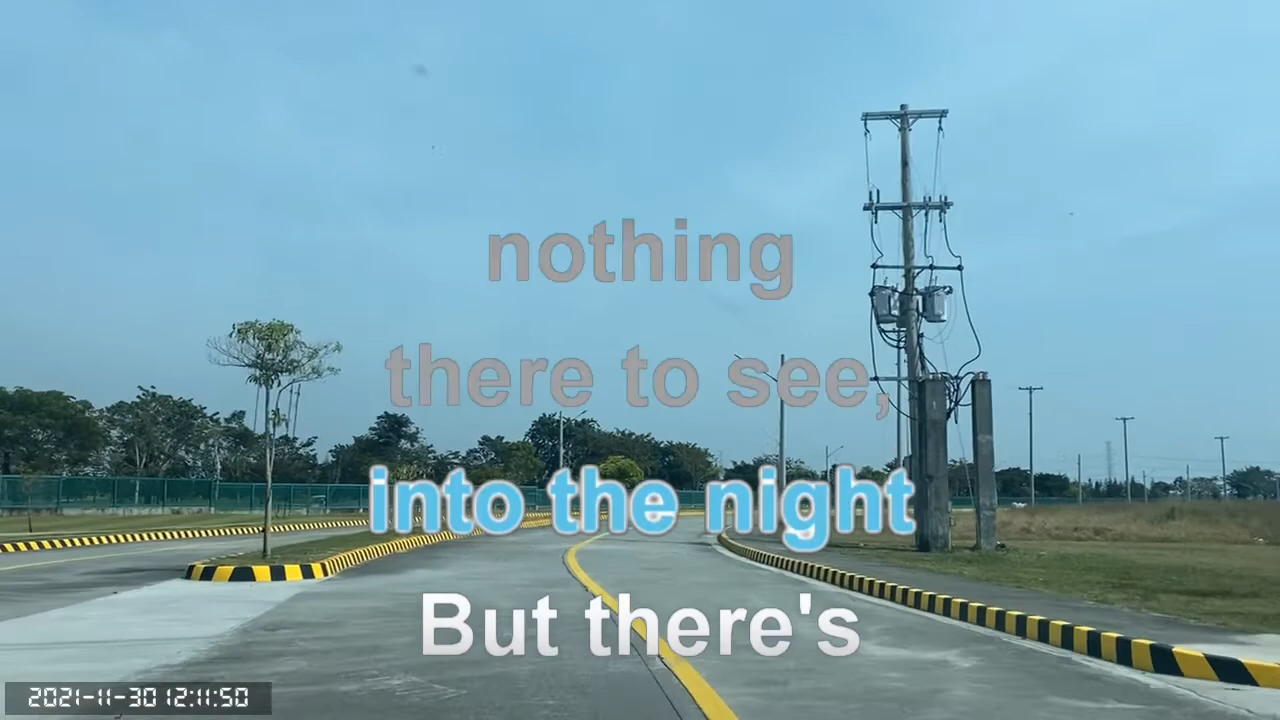 nothing
there to see,
into the night
But there's
2021-11-30 12:11:50